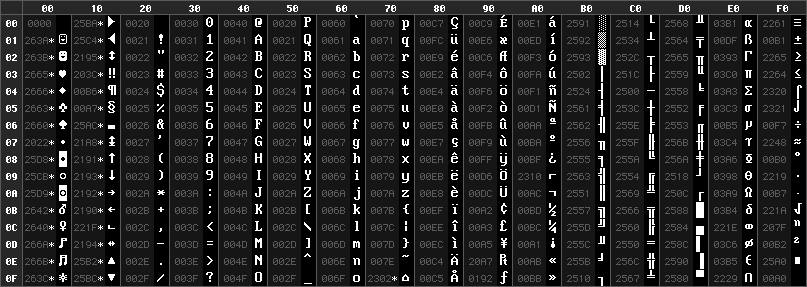 00 10 20 30 40 50 60 70 80 90 A0 B0 C0 D0 E0 F0
00 0000 25BA* ► 0020 0030 0 0040 @ 0050 P 0060 ` 0070 p 00C7 Ç 00C9 É 00E1 á 2591 ░ 2514 └ 2568 ╨ 03B1 α 2261 ≡
01 263A* ☺ 25C4* ◄ 0021 ! 0031 1 0041 A 0051 Q 0061 a 0071 q 00FC ü 00E6 æ 00ED í 2592 ▒ 2534 ┴ 2564 ╤ 00DF ß 00B1 ±
02 263B* ☻ 2195* ↕ 0022 " 0032 2 0042 B 0052 R 0062 b 0072 r 00E9 é 00C6 Æ 00F3 ó 2593 ▓ 252C ┬ 2565 ╥ 0393 Γ 2265 ≥
03 2665* ♥ 203C* ‼ 0023 # 0033 3 0043 C 0053 S 0063 c 0073 s 00E2 â 00F4 ô 00FA ú 2502 │ 251C ├ 2559 ╙ 03C0 π 2264 ≤
04 2666* ♦ 00B6* ¶ 0024 $ 0034 4 0044 D 0054 T 0064 d 0074 t 00E4 ä 00F6 ö 00F1 ñ 2524 ┤ 2500 ─ 2558 ╘ 03A3 Σ 2320 ⌠
05 2663* ♣ 00A7* § 0025 % 0035 5 0045 E 0055 U 0065 e 0075 u 00E0 à 00F2 ò 00D1 Ñ 2561 ╡ 253C ┼ 2552 ╒ 03C3 σ 2321 ⌡
06 2660* ♠ 25AC* ▬ 0026 & 0036 6 0046 F 0056 V 0066 f 0076 v 00E5 å 00FB û 00AA ª 2562 ╢ 255E ╞ 2553 ╓ 00B5 µ 00F7 ÷
07 2022* • 21A8* ↨ 0027 ' 0037 7 0047 G 0057 W 0067 g 0077 w 00E7 ç 00F9 ù 00BA º 2556 ╖ 255F ╟ 256B ╫ 03C4 τ 2248 ≈
08 25D8* ◘ 2191* ↑ 0028 ( 0038 8 0048 H 0058 X 0068 h 0078 x 00EA ê 00FF ÿ 00BF ¿ 2555 ╕ 255A ╚ 256A ╪ 03A6 Φ 00B0 °
09 25CB* ○ 2193* ↓ 0029 ) 0039 9 0049 I 0059 Y 0069 i 0079 y 00EB ë 00D6 Ö 2310 ⌐ 2563 ╣ 2554 ╔ 2518 ┘ 0398 Θ 2219 ∙
0A 25D9* ◙ 2192* → 002A * 003A : 004A J 005A Z 006A j 007A z 00E8 è 00DC Ü 00AC ¬ 2551 ║ 2569 ╩ 250C ┌ 03A9 Ω 00B7 ·
0B 2642* ♂ 2190* ← 002B + 003B ; 004B K 005B [ 006B k 007B { 00EF ï 00A2 ¢ 00BD ½ 2557 ╗ 2566 ╦ 2588 █ 03B4 δ 221A √
0C 2640* ♀ 221F* ∟ 002C , 003C < 004C L 005C \ 006C l 007C | 00EE î 00A3 £ 00BC ¼ 255D ╝ 2560 ╠ 2584 ▄ 221E ∞ 207F ⁿ
0D 266A* ♪ 2194* ↔ 002D - 003D = 004D M 005D ] 006D m 007D } 00EC ì 00A5 ¥ 00A1 ¡ 255C ╜ 2550 ═ 258C ▌ 03C6 φ 00B2 ²
0E 266B* ♫ 25B2* ▲ 002E . 003E > 004E N 005E ^ 006E n 007E ~ 00C4 Ä 20A7 ₧ 00AB « 255B ╛ 256C ╬ 2590 ▐ 03B5 ε 25A0 ■
0F 263C* ☼ 25BC* ▼ 002F / 003F ? 004F O 005F _ 006F o 2302* ⌂ 00C5 Å 0192 ƒ 00BB » 2510 ┐ 2567 ╧ 2580 ▀ 2229 ∩ 00A0